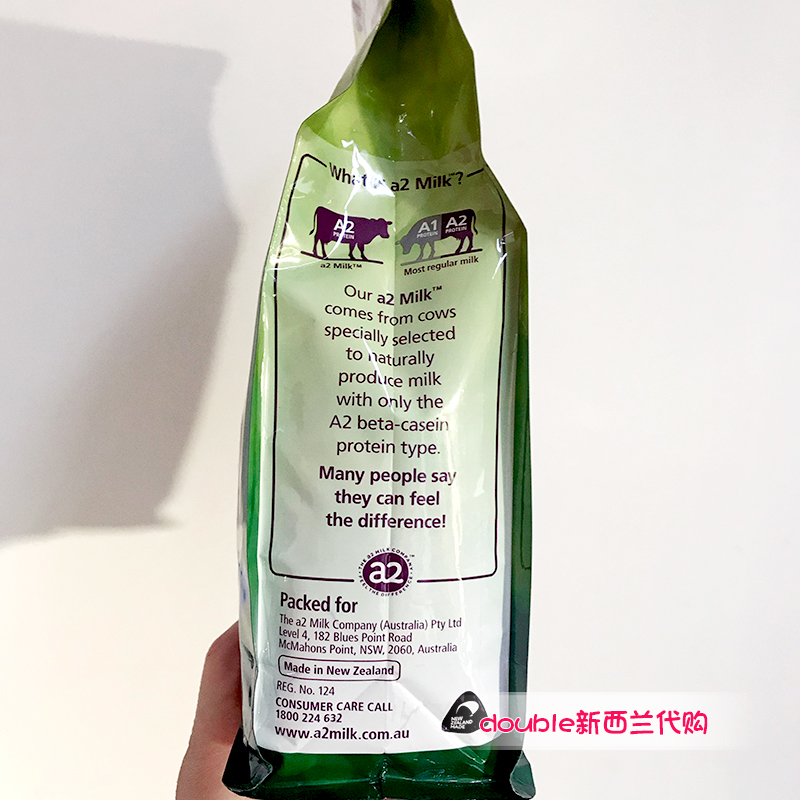 What is a2 Milk™?
A2
PROTEIN
a2 Milk™
A1 A2
PROTEIN PROTEIN
Most regular milk
Our a2 Milk™
comes from cows
specially selected
to naturally
produce milk
with only the
A2 beta-casein
protein type.
Many people say
they can feel
the difference!
THE a2 MILK COMPANY™
a2
FEEL THE DIFFERENCE
Packed for
The a2 Milk Company (Australia) Pty Ltd
Level 4, 182 Blues Point Road
McMahons Point, NSW, 2060, Australia
Made in New Zealand
REG. No. 124
CONSUMER CARE CALL
1800 224 632
www.a2milk.com.au
NEW ZEALAND MADE
double新西兰代购